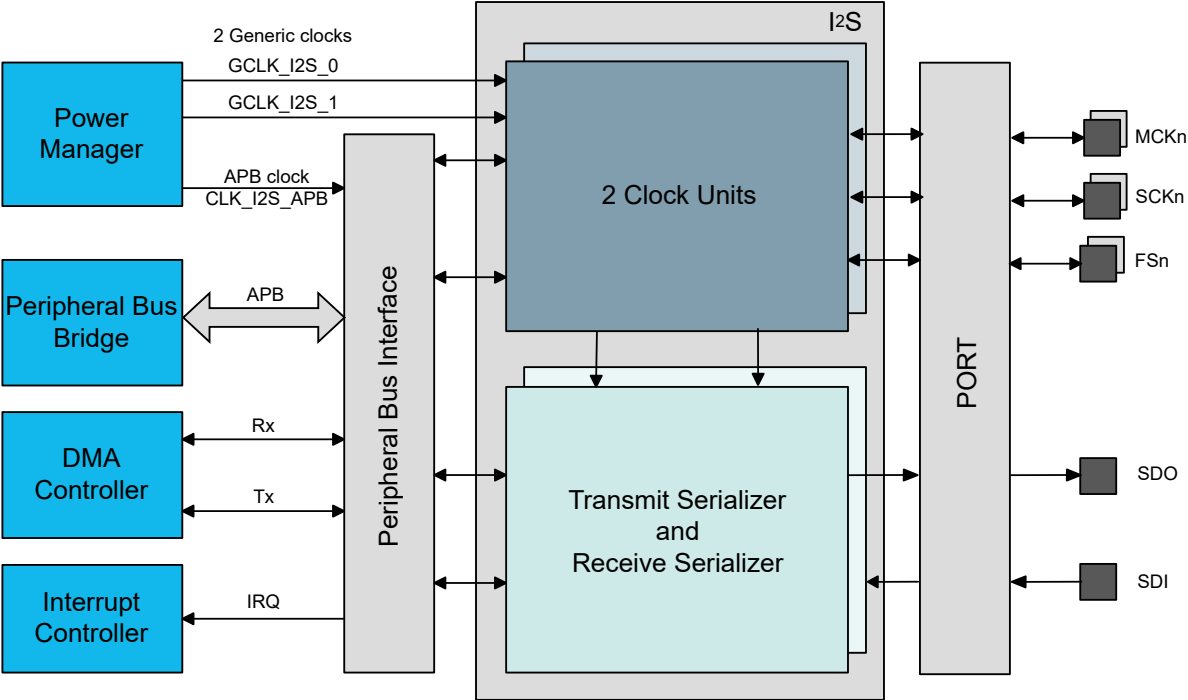 I2S
2 Generic clocks
GCLK_I2S_0
GCLK_I2S_1
Power
Manager
APB clock
CLK_I2S_APB
2 Clock Units
MCKn
SCKn
FSn
Peripheral Bus
Bridge
APB
Peripheral Bus Interface
PORT
DMA
Controller
Rx
Tx
Transmit Serializer
and
Receive Serializer
SDO
SDI
Interrupt
Controller
IRQ